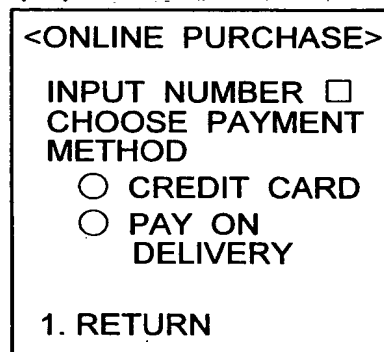 <ONLINE PURCHASE>
INPUT NUMBER □
CHOOSE PAYMENT
METHOD
○ CREDIT CARD
○ PAY ON
DELIVERY
1. RETURN